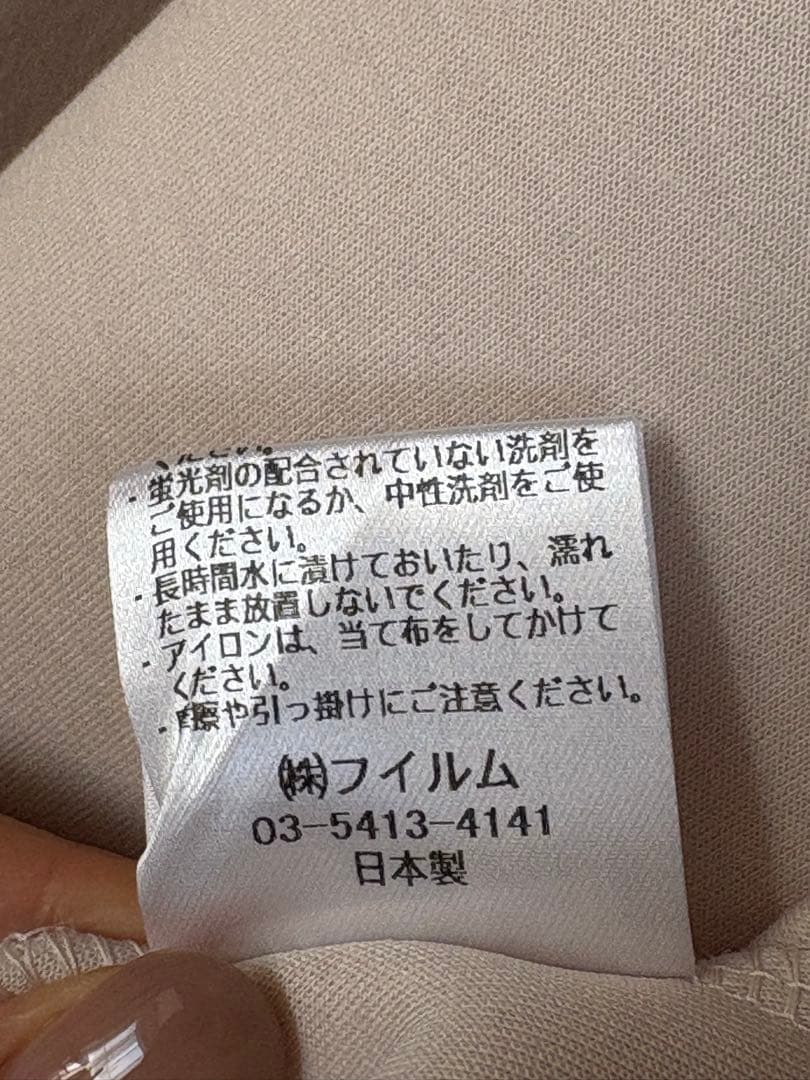 ください。
・蛍光剤の配合されていない洗剤を
ご使用になるか、中性洗剤をご使
用ください。
・長時間水に漬けておいたり、濡れ
たまま放置しないでください。
・アイロンは、当て布をしてかけて
ください。
・摩擦や引っ掛けにご注意ください。
㈱フイルム
03-5413-4141
日本製